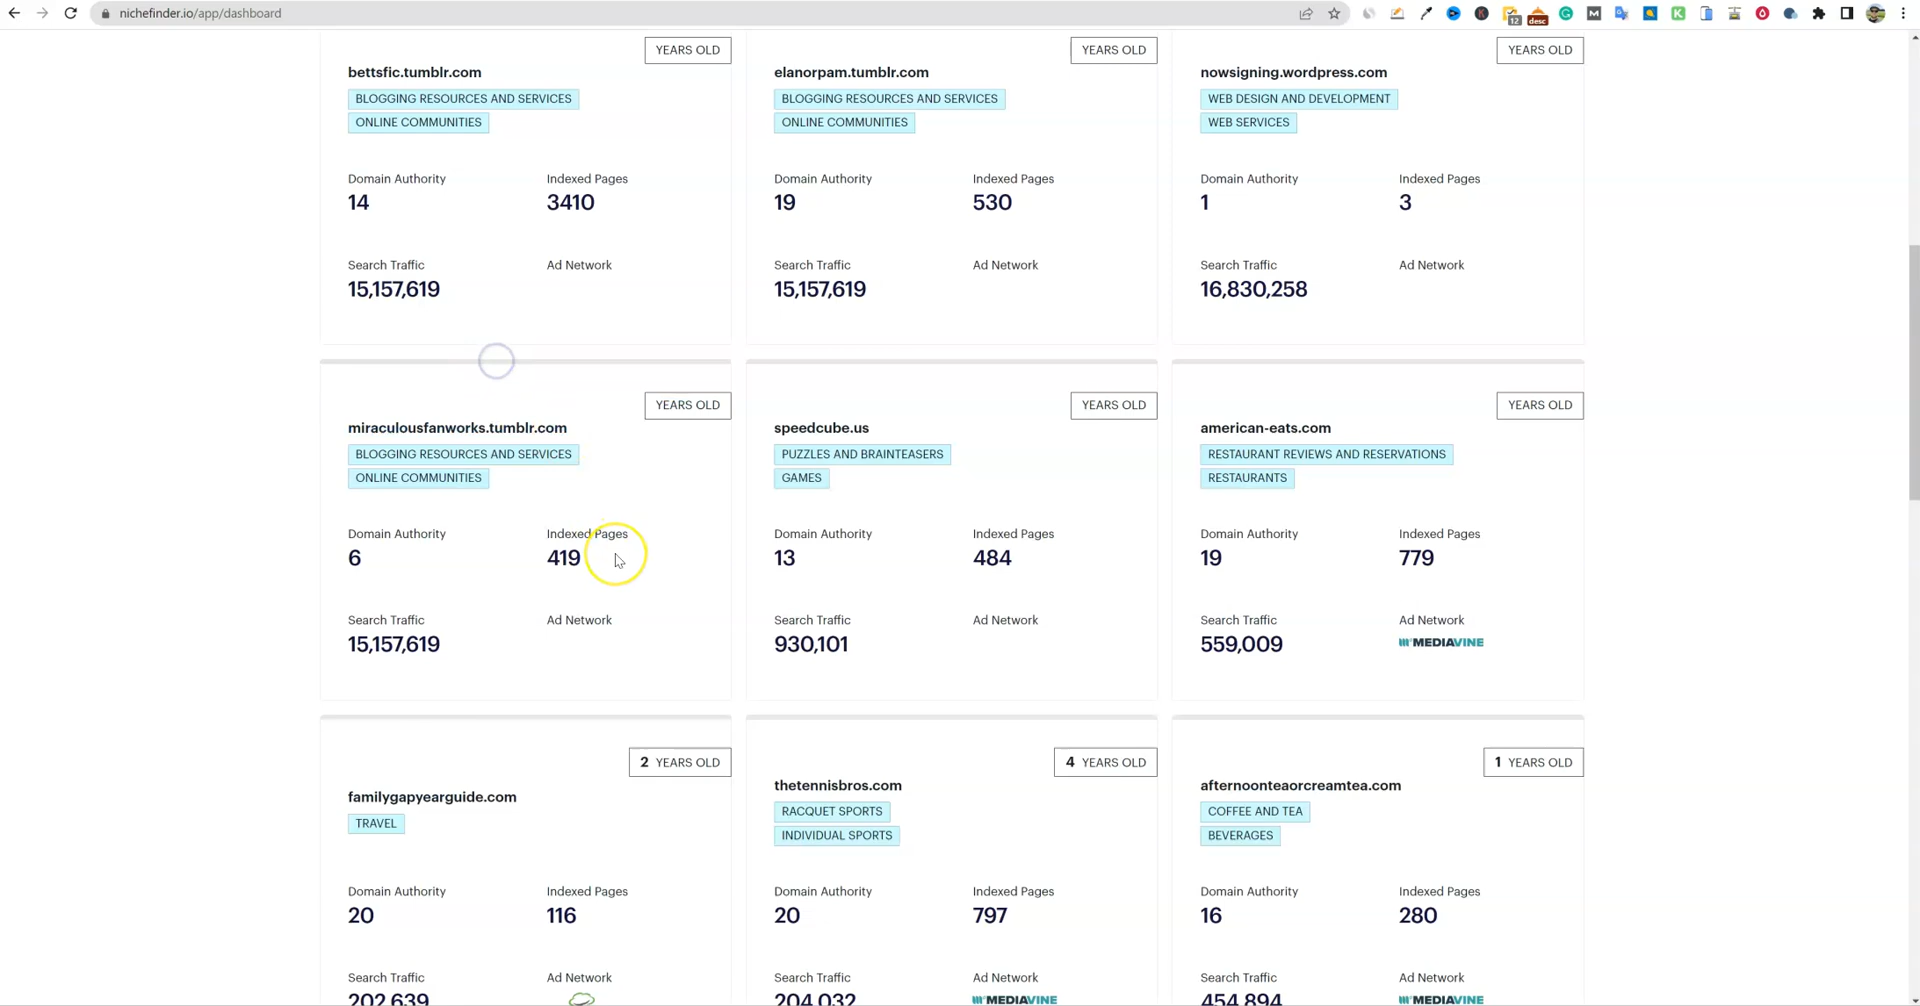 nichefinder.io/app/dashboard
12
desc
YEARS OLD
bettsfic.tumblr.com
BLOGGING RESOURCES AND SERVICES
ONLINE COMMUNITIES
Domain Authority
14
Indexed Pages
3410
Search Traffic
15,157,619
Ad Network
YEARS OLD
elanorpam.tumblr.com
BLOGGING RESOURCES AND SERVICES
ONLINE COMMUNITIES
Domain Authority
19
Indexed Pages
530
Search Traffic
15,157,619
Ad Network
YEARS OLD
nowsigning.wordpress.com
WEB DESIGN AND DEVELOPMENT
WEB SERVICES
Domain Authority
1
Indexed Pages
3
Search Traffic
16,830,258
Ad Network
YEARS OLD
miraculousfanworks.tumblr.com
BLOGGING RESOURCES AND SERVICES
ONLINE COMMUNITIES
Domain Authority
6
Indexed Pages
419
Search Traffic
15,157,619
Ad Network
YEARS OLD
speedcube.us
PUZZLES AND BRAINTEASERS
GAMES
Domain Authority
13
Indexed Pages
484
Search Traffic
930,101
Ad Network
YEARS OLD
american-eats.com
RESTAURANT REVIEWS AND RESERVATIONS
RESTAURANTS
Domain Authority
19
Indexed Pages
779
Search Traffic
559,009
Ad Network
MEDIAVINE
2 YEARS OLD
familygapyearguide.com
TRAVEL
Domain Authority
20
Indexed Pages
116
Search Traffic
202,639
Ad Network
4 YEARS OLD
thetennisbros.com
RACQUET SPORTS
INDIVIDUAL SPORTS
Domain Authority
20
Indexed Pages
797
Search Traffic
204,032
Ad Network
MEDIAVINE
1 YEARS OLD
afternoonteaorcreamtea.com
COFFEE AND TEA
BEVERAGES
Domain Authority
16
Indexed Pages
280
Search Traffic
454,894
Ad Network
MEDIAVINE